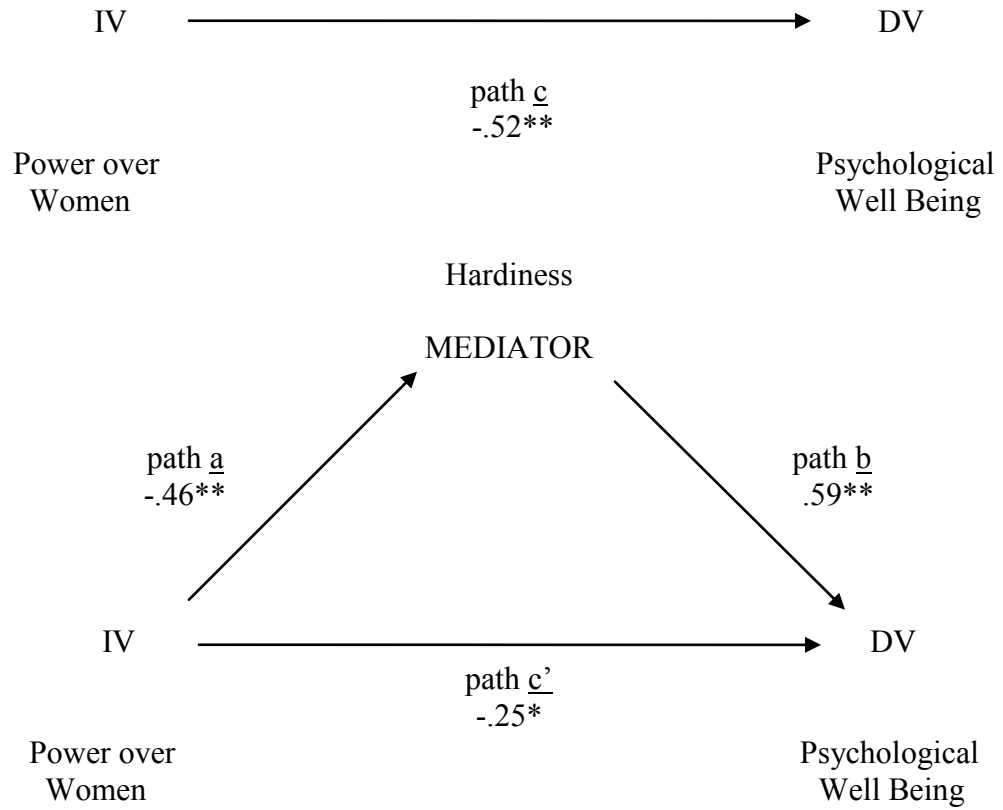 IV DV
path c
-.52**
Power over Psychological
Women Well Being
Hardiness
MEDIATOR
path a path b
-.46** .59**
IV DV
path c’
-.25*
Power over Psychological
Women Well Being